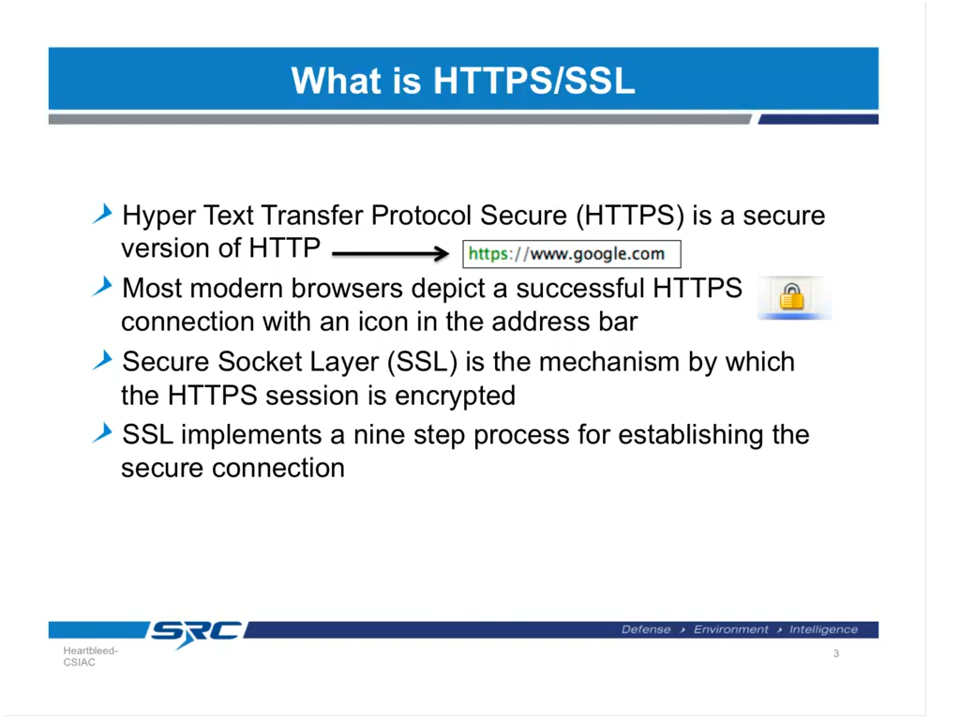 What is HTTPS/SSL
Hyper Text Transfer Protocol Secure (HTTPS) is a secure
version of HTTP
https://www.google.com
Most modern browsers depict a successful HTTPS
connection with an icon in the address bar
Secure Socket Layer (SSL) is the mechanism by which
the HTTPS session is encrypted
SSL implements a nine step process for establishing the
secure connection
SRC
Defense › Environment › Intelligence
Heartbleed-
CSIAC
3